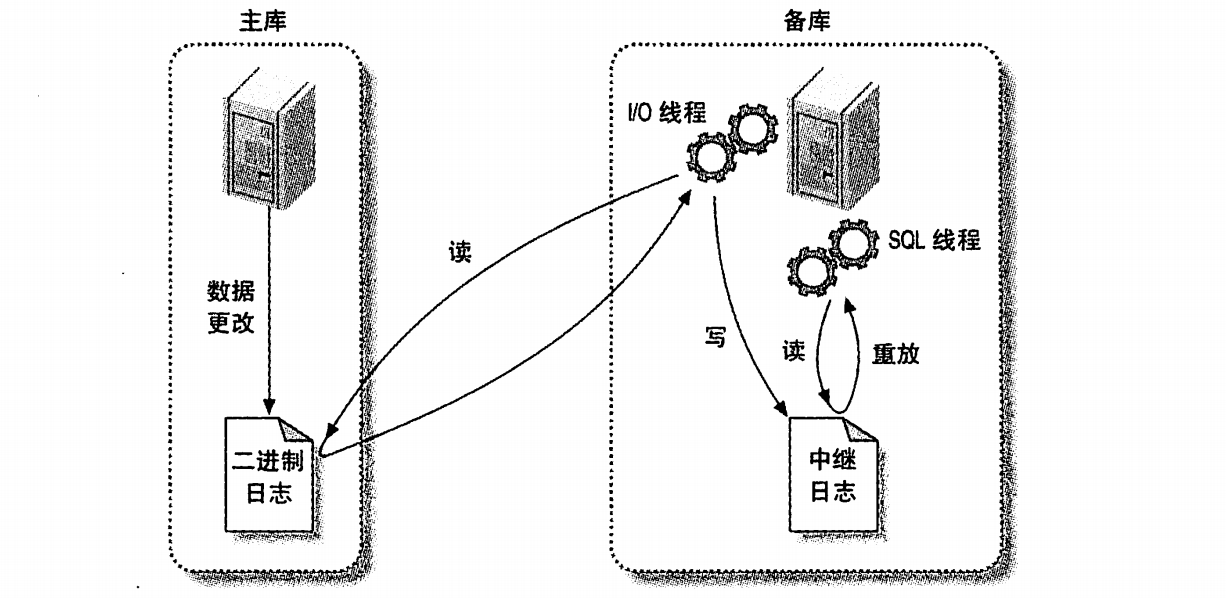 主库
备库
I/O 线程
SQL 线程
读
数据
更改
写
读
重放
二进制
日志
中继
日志